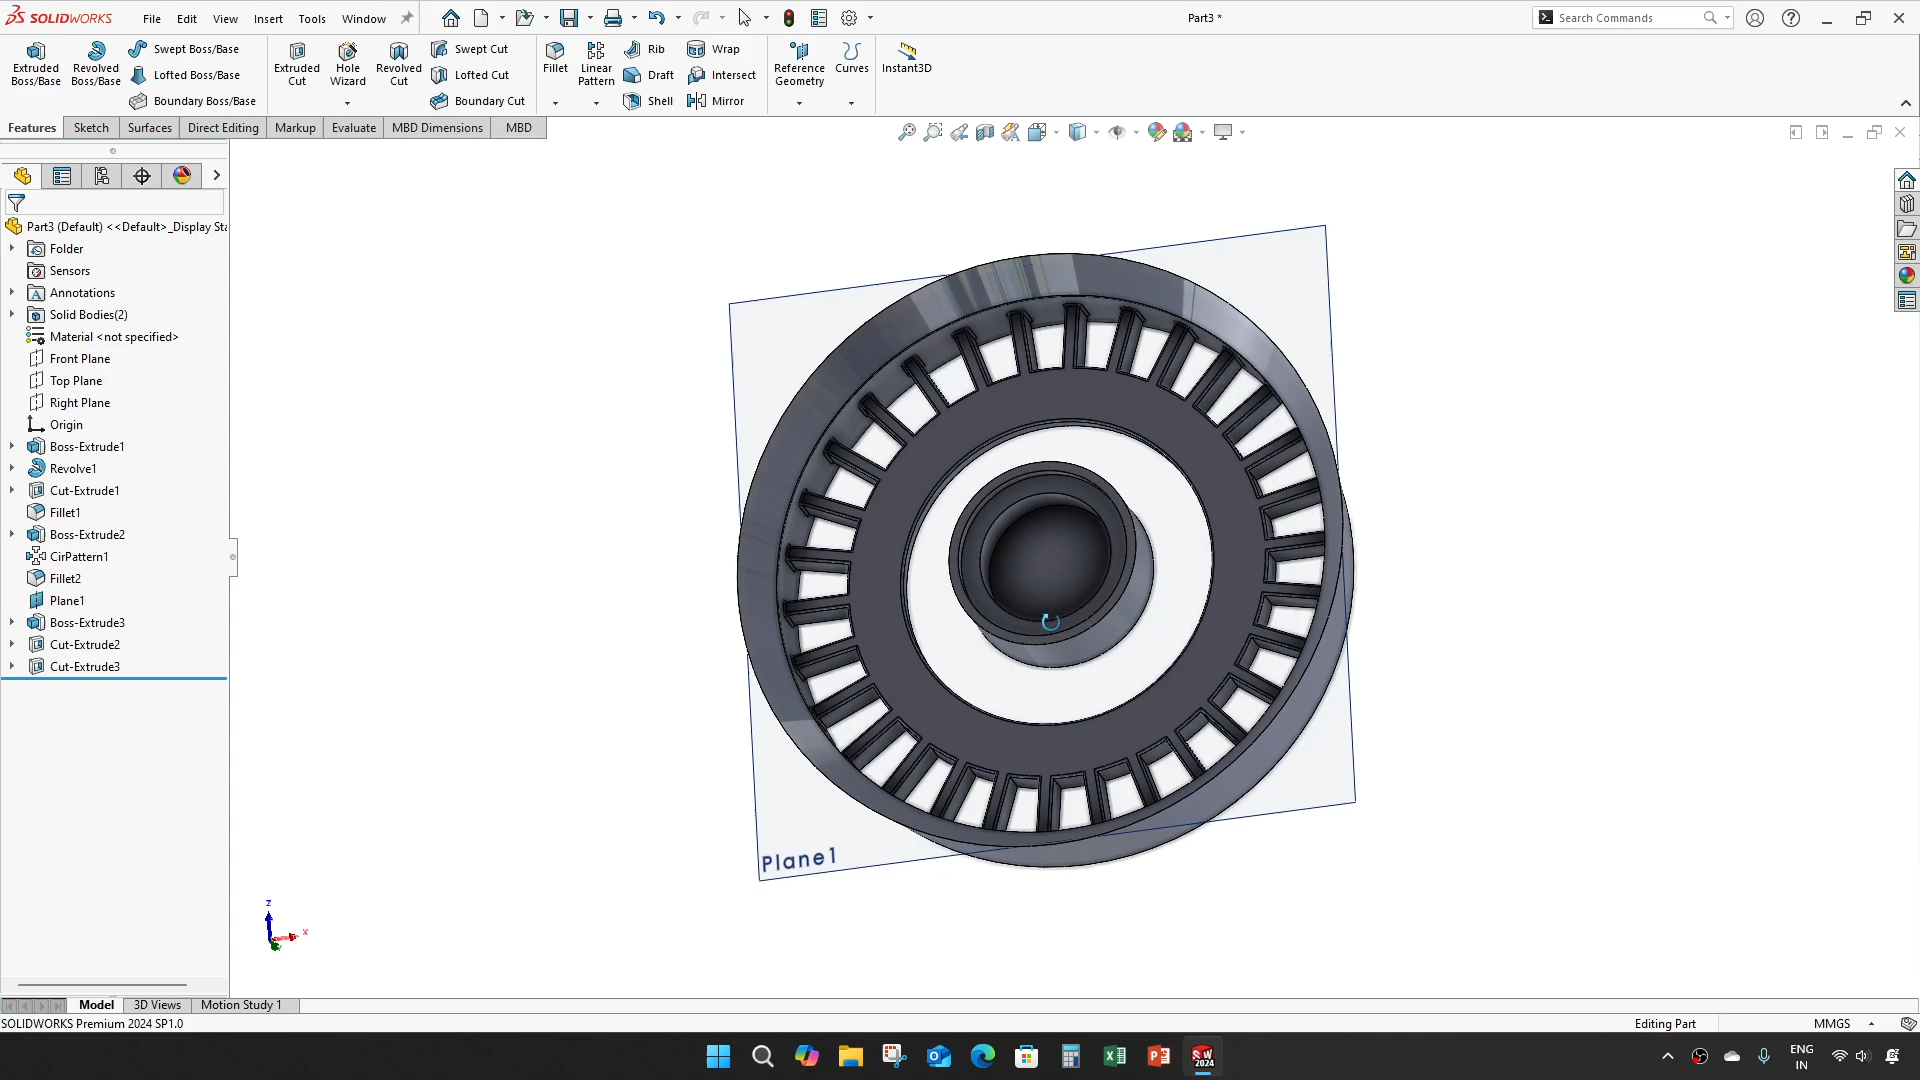 SOLIDWORKS File Edit View Insert Tools Window Part3 * Search Commands
Extruded Boss/Base
Revolved Boss/Base
Swept Boss/Base
Lofted Boss/Base
Boundary Boss/Base
Extruded Cut
Hole Wizard
Revolved Cut
Swept Cut
Lofted Cut
Boundary Cut
Fillet
Linear Pattern
Rib
Draft
Shell
Wrap
Intersect
Mirror
Reference Geometry
Curves
Instant3D
Features Sketch Surfaces Direct Editing Markup Evaluate MBD Dimensions MBD
Part3 (Default) <<Default>_Display Sta
Folder
Sensors
Annotations
Solid Bodies(2)
Material <not specified>
Front Plane
Top Plane
Right Plane
Origin
Boss-Extrude1
Revolve1
Cut-Extrude1
Fillet1
Boss-Extrude2
CirPattern1
Fillet2
Plane1
Boss-Extrude3
Cut-Extrude2
Cut-Extrude3
Plane1
z
x
Model 3D Views Motion Study 1
SOLIDWORKS Premium 2024 SP1.0 Editing Part MMGS
SW 2024
ENG
IN